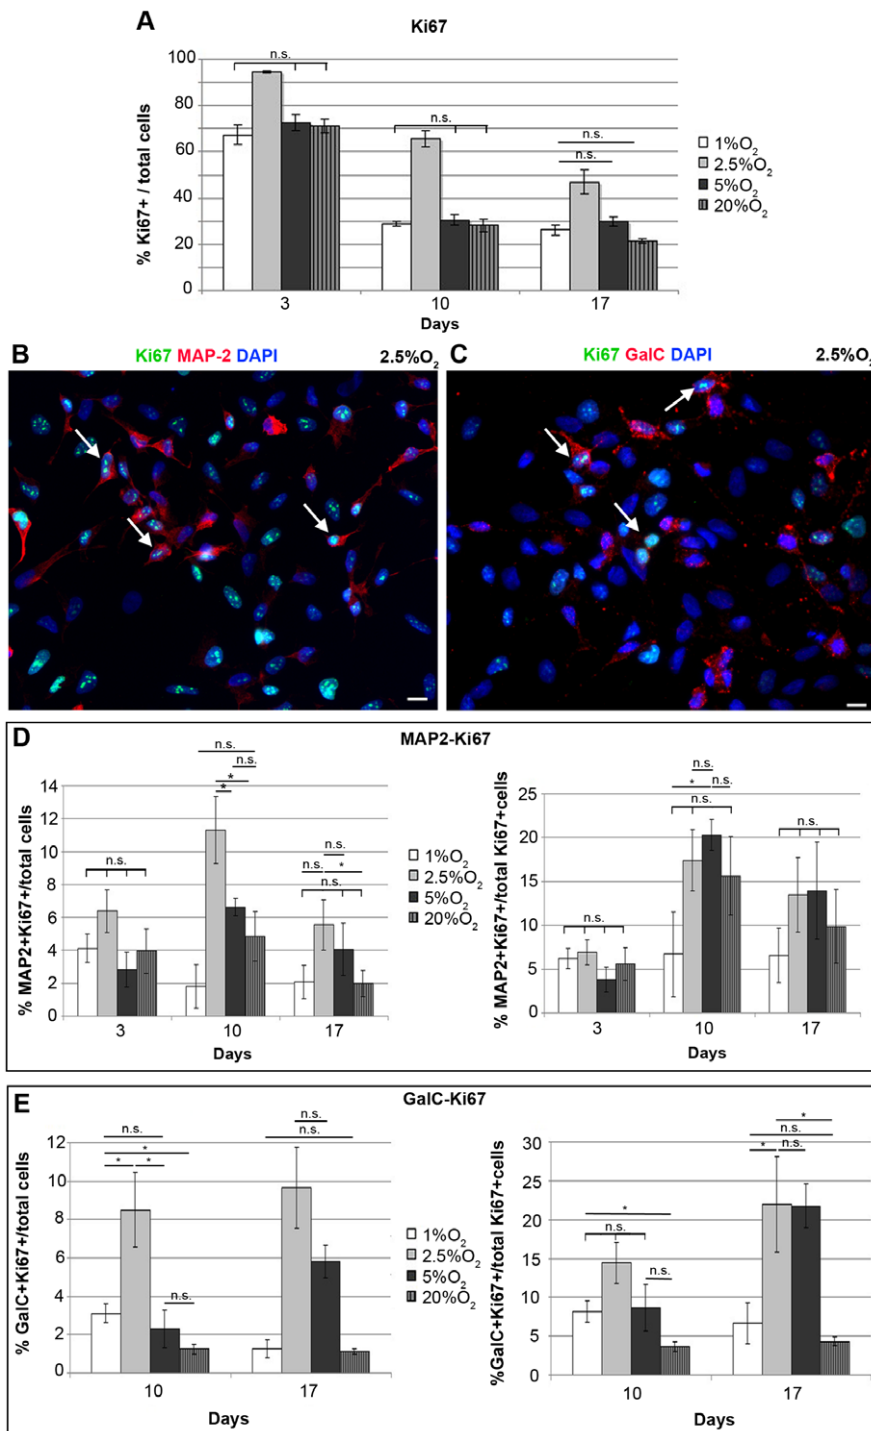 A
Ki67
% Ki67+ / total cells
100
80
60
40
20
0
n.s.
n.s.
n.s.
n.s.
3 10 17
Days
1%O₂
2.5%O₂
5%O₂
20%O₂
B
Ki67 MAP-2 DAPI 2.5%O₂
C
Ki67 GalC DAPI 2.5%O₂
D
MAP2-Ki67
% MAP2+Ki67+/total cells
14
12
10
8
6
4
2
0
n.s.
n.s.
n.s.
*
*
n.s.
n.s. *
n.s.
n.s.
3 10 17
Days
1%O₂
2.5%O₂
5%O₂
20%O₂
% MAP2+Ki67+/total Ki67+cells
25
20
15
10
5
0
n.s.
n.s.
* n.s.
n.s.
n.s.
3 10 17
Days
E
GalC-Ki67
% GalC+Ki67+/total cells
12
10
8
6
4
2
0
n.s.
*
* *
n.s.
n.s.
n.s.
10 17
Days
1%O₂
2.5%O₂
5%O₂
20%O₂
%GalC+Ki67+/total Ki67+cells
30
25
20
15
10
5
0
*
n.s.
n.s.
*
n.s.
* n.s.
10 17
Days